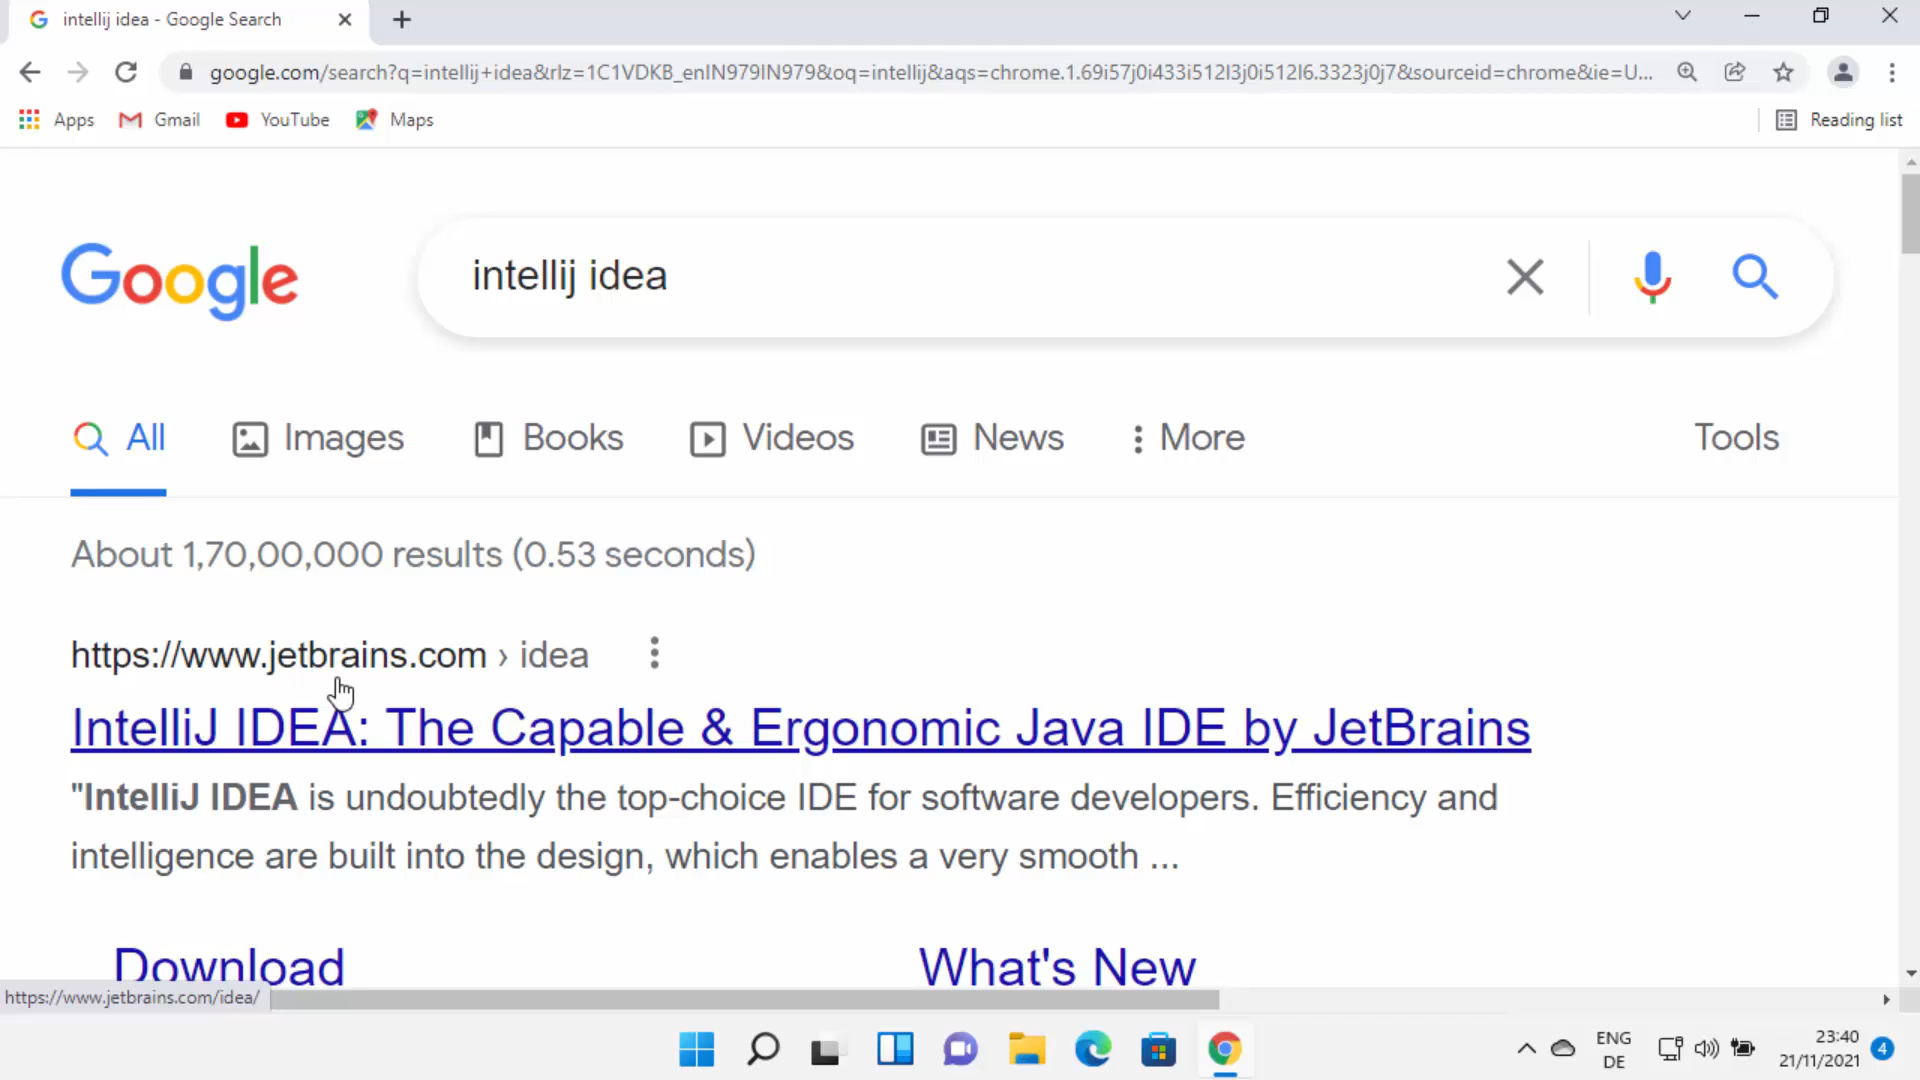 intellij idea - Google Search
google.com/search?q=intellij+idea&rlz=1C1VDKB_enIN979IN979&oq=intellij&aqs=chrome.1.69i57j0i433i512l3j0i512l6.3323j0j7&sourceid=chrome&ie=U...
Apps Gmail YouTube Maps Reading list
Google intellij idea
All Images Books Videos News More Tools
About 1,70,00,000 results (0.53 seconds)
https://www.jetbrains.com › idea
IntelliJ IDEA: The Capable & Ergonomic Java IDE by JetBrains
"IntelliJ IDEA is undoubtedly the top-choice IDE for software developers. Efficiency and
intelligence are built into the design, which enables a very smooth ...
Download What's New
https://www.jetbrains.com/idea/
ENG 23:40
DE 21/11/2021 4